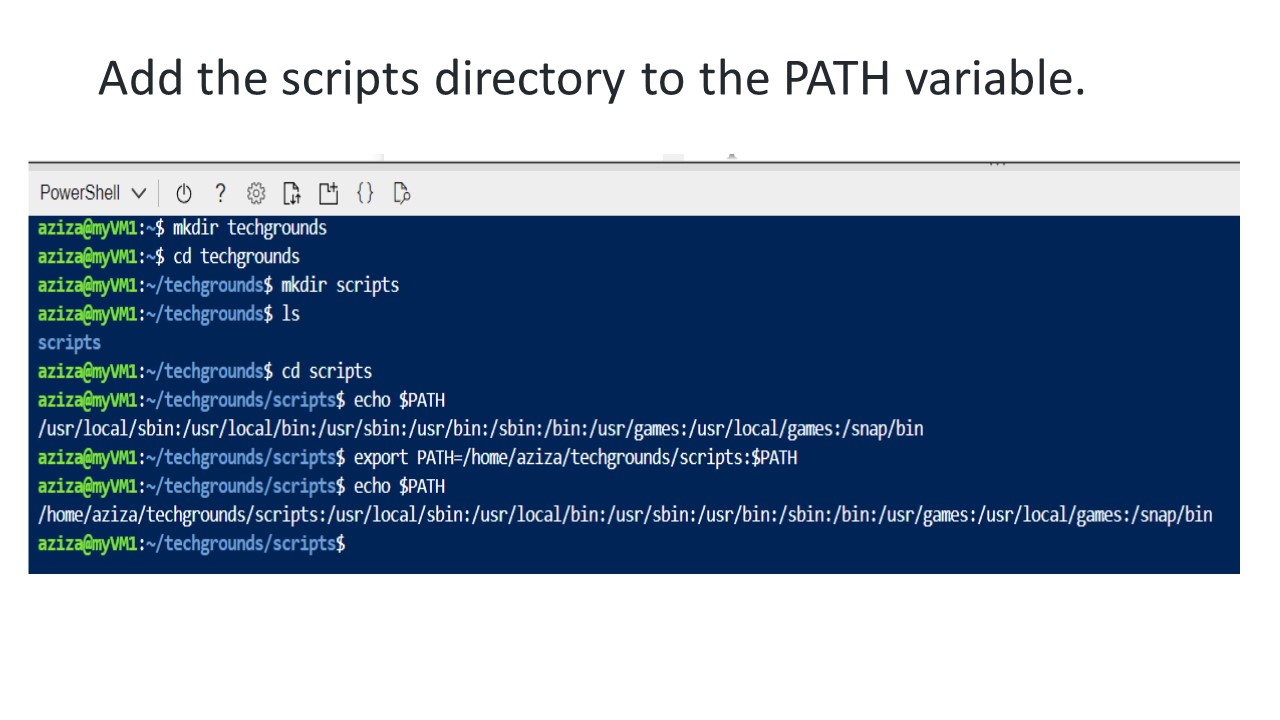 Add the scripts directory to the PATH variable.
PowerShell
?
{}
aziza@myVM1:~$ mkdir techgrounds
aziza@myVM1:~$ cd techgrounds
aziza@myVM1:~/techgrounds$ mkdir scripts
aziza@myVM1:~/techgrounds$ ls
scripts
aziza@myVM1:~/techgrounds$ cd scripts
aziza@myVM1:~/techgrounds/scripts$ echo $PATH
/usr/local/sbin:/usr/local/bin:/usr/sbin:/usr/bin:/sbin:/bin:/usr/games:/usr/local/games:/snap/bin
aziza@myVM1:~/techgrounds/scripts$ export PATH=/home/aziza/techgrounds/scripts:$PATH
aziza@myVM1:~/techgrounds/scripts$ echo $PATH
/home/aziza/techgrounds/scripts:/usr/local/sbin:/usr/local/bin:/usr/sbin:/usr/bin:/sbin:/bin:/usr/games:/usr/local/games:/snap/bin
aziza@myVM1:~/techgrounds/scripts$